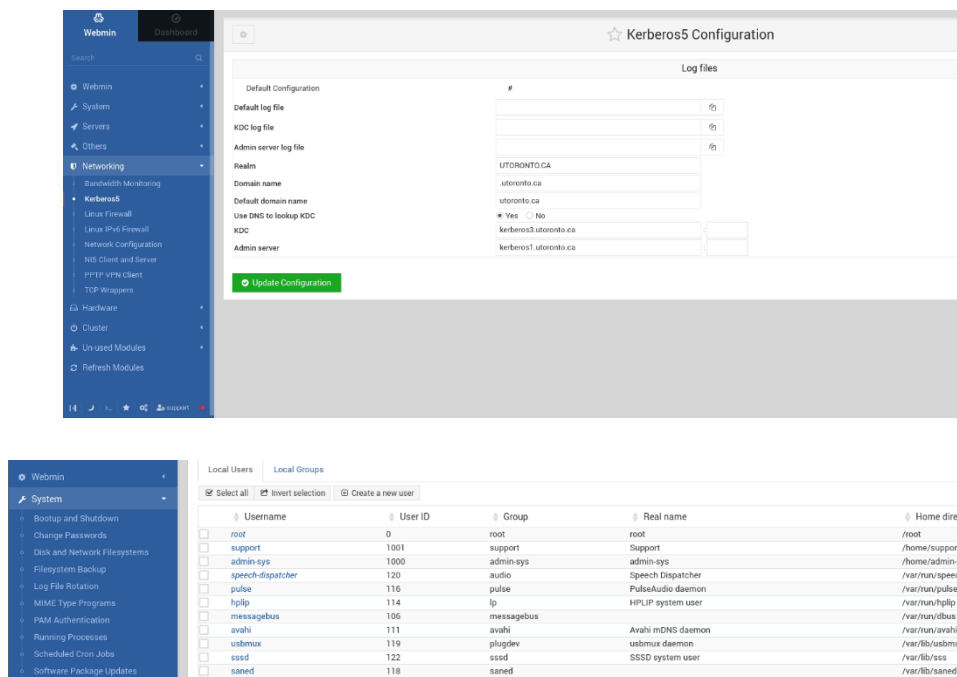 Webmin
Dashboard
Search
Webmin
System
Servers
Others
Networking
Bandwidth Monitoring
Kerberos5
Linux Firewall
Linux IPv6 Firewall
Network Configuration
NIS Client and Server
PPTP VPN Client
TCP Wrappers
Hardware
Cluster
Un-used Modules
Refresh Modules
support
Kerberos5 Configuration
Log files
Default Configuration #
Default log file
KDC log file
Admin server log file
Realm UTORONTO.CA
Domain name .utoronto.ca
Default domain name utoronto.ca
Use DNS to lookup KDC Yes No
KDC kerberos3.utoronto.ca :
Admin server kerberos1.utoronto.ca :
Update Configuration
Webmin
System
Bootup and Shutdown
Change Passwords
Disk and Network Filesystems
Filesystem Backup
Log File Rotation
MIME Type Programs
PAM Authentication
Running Processes
Scheduled Cron Jobs
Software Package Updates
Local Users Local Groups
Select all Invert selection Create a new user
Username User ID Group Real name Home dire
root 0 root root /root
support 1001 support Support /home/suppor
admin-sys 1000 admin-sys admin-sys /home/admin-
speech-dispatcher 120 audio Speech Dispatcher /var/run/speec
pulse 116 pulse PulseAudio daemon /var/run/pulse
hplip 114 lp HPLIP system user /var/run/hplip
messagebus 106 messagebus /var/run/dbus
avahi 111 avahi Avahi mDNS daemon /var/run/avahi
usbmux 119 plugdev usbmux daemon /var/lib/usbmu
sssd 122 sssd SSSD system user /var/lib/sss
saned 118 saned /var/lib/saned